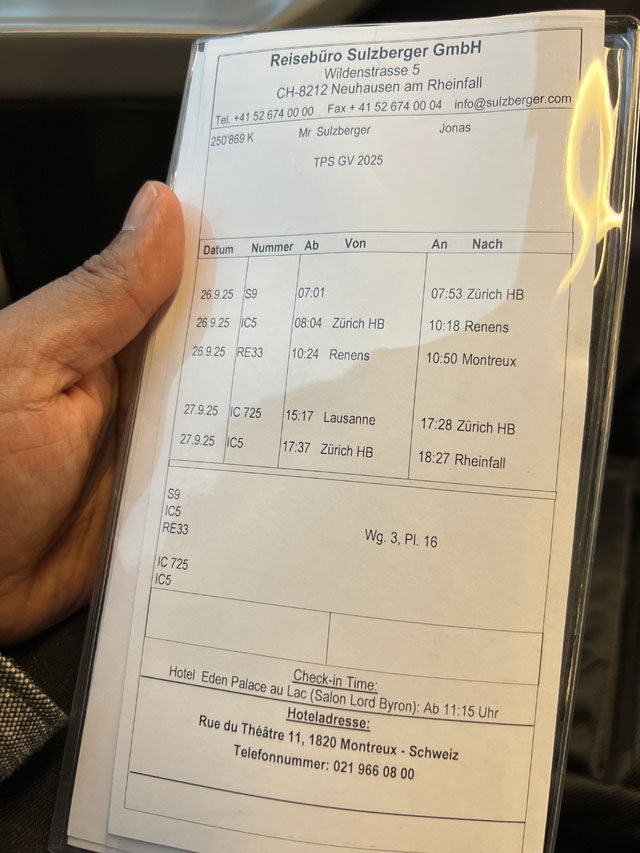 Reisebüro Sulzberger GmbH
Wildenstrasse 5
CH-8212 Neuhausen am Rheinfall
Tel. +41 52 674 00 00 Fax + 41 52 674 00 04 info@sulzberger.com
250'869 K Mr Sulzberger Jonas
TPS GV 2025
Datum Nummer Ab Von An Nach
26.9.25 S9 07:01 07:53 Zürich HB
26.9.25 IC5 08:04 Zürich HB 10:18 Renens
26.9.25 RE33 10:24 Renens 10:50 Montreux
27.9.25 IC 725 15:17 Lausanne 17:28 Zürich HB
27.9.25 IC5 17:37 Zürich HB 18:27 Rheinfall
S9
IC5
RE33 Wg. 3, Pl. 16
IC 725
IC5
Check-in Time:
Hotel Eden Palace au Lac (Salon Lord Byron): Ab 11:15 Uhr
Hoteladresse:
Rue du Théâtre 11, 1820 Montreux - Schweiz
Telefonnummer: 021 966 08 00